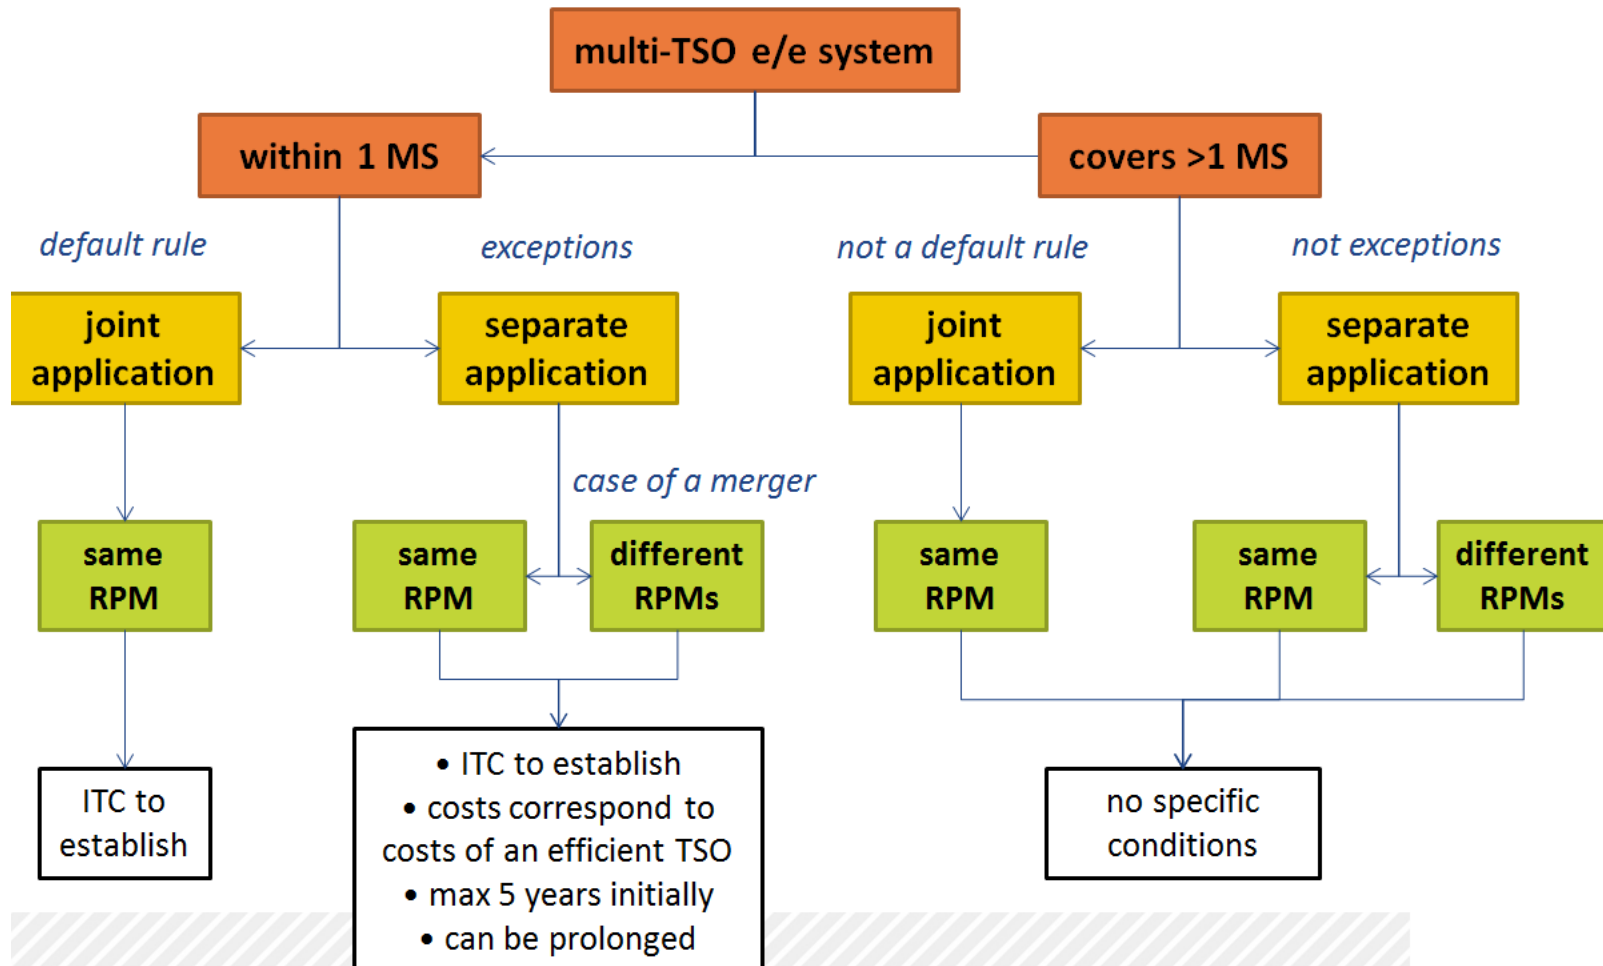 multi-TSO e/e system
within 1 MS
covers >1 MS
default rule
exceptions
not a default rule
not exceptions
joint
application
separate
application
joint
application
separate
application
case of a merger
same
RPM
same
RPM
different
RPMs
same
RPM
same
RPM
different
RPMs
ITC to
establish
• ITC to establish
• costs correspond to
costs of an efficient TSO
• max 5 years initially
• can be prolonged
no specific
conditions